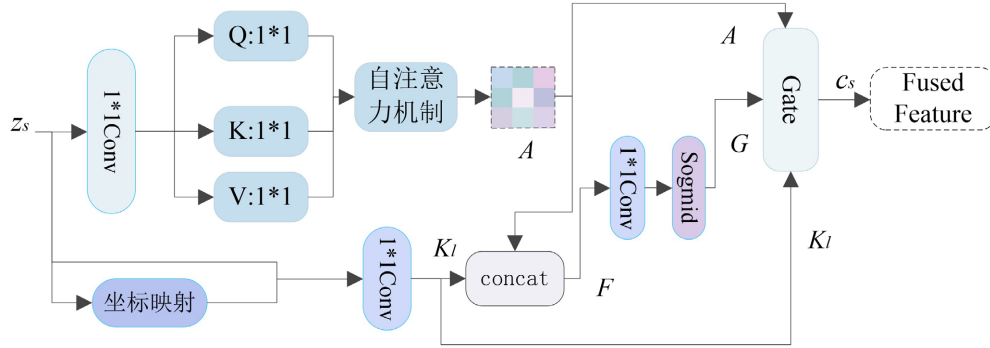 zs
1*1Conv
Q:1*1
K:1*1
V:1*1
自注意
力机制
A
坐标映射
1*1Conv
Kl
concat
F
1*1Conv
Sogmid
G
A
Gate
Kl
cs
Fused
Feature